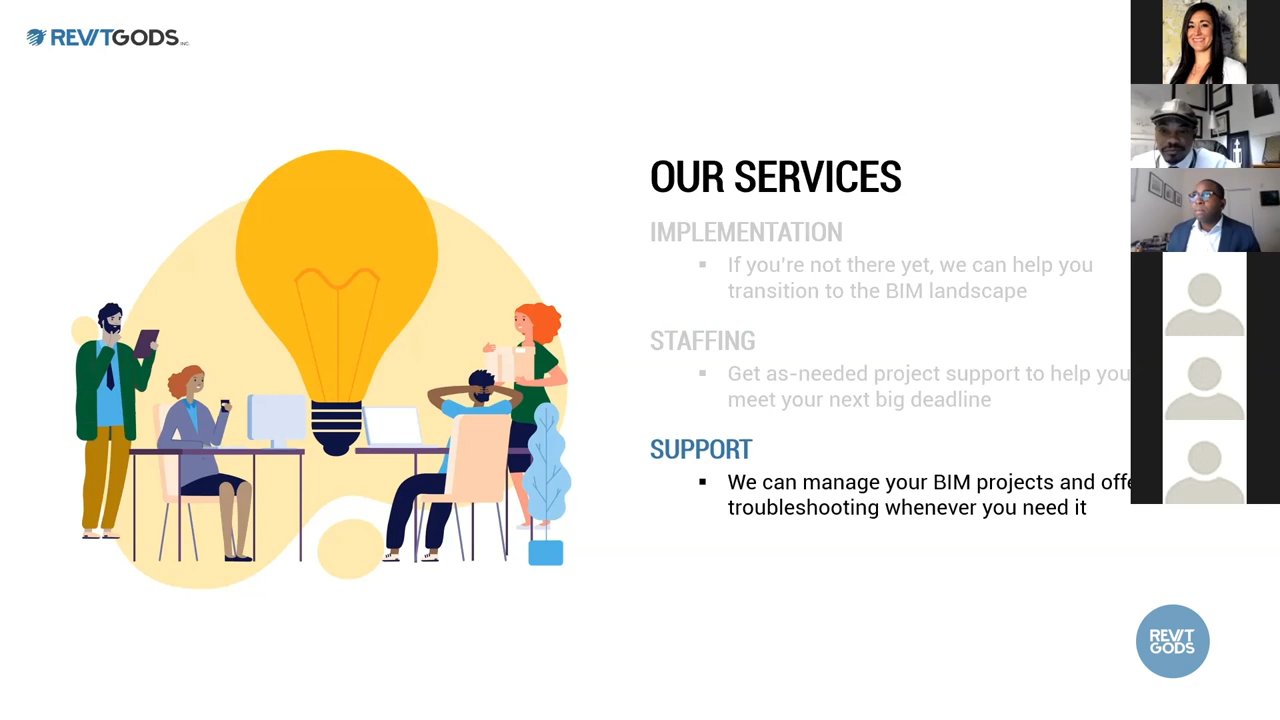 REVITGODS INC.
OUR SERVICES
IMPLEMENTATION
▪ If you're not there yet, we can help you
transition to the BIM landscape
STAFFING
▪ Get as-needed project support to help you
meet your next big deadline
SUPPORT
▪ We can manage your BIM projects and offe
troubleshooting whenever you need it
REVIT
GODS